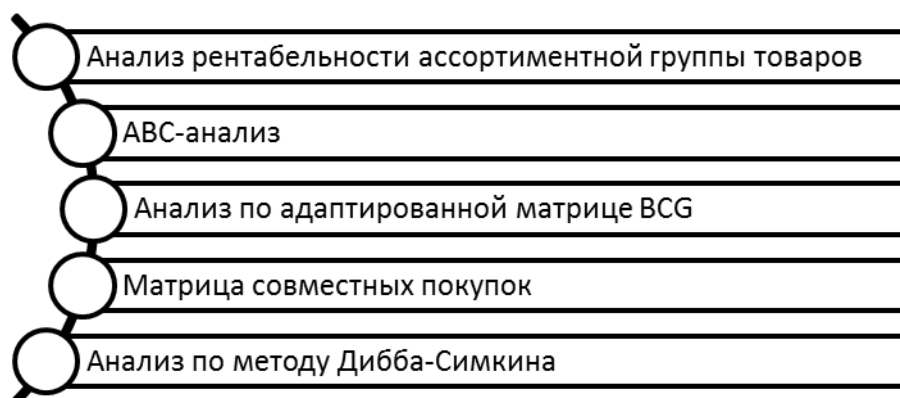 Анализ рентабельности ассортиментной группы товаров
АВС-анализ
Анализ по адаптированной матрице BCG
Матрица совместных покупок
Анализ по методу Дибба-Симкина